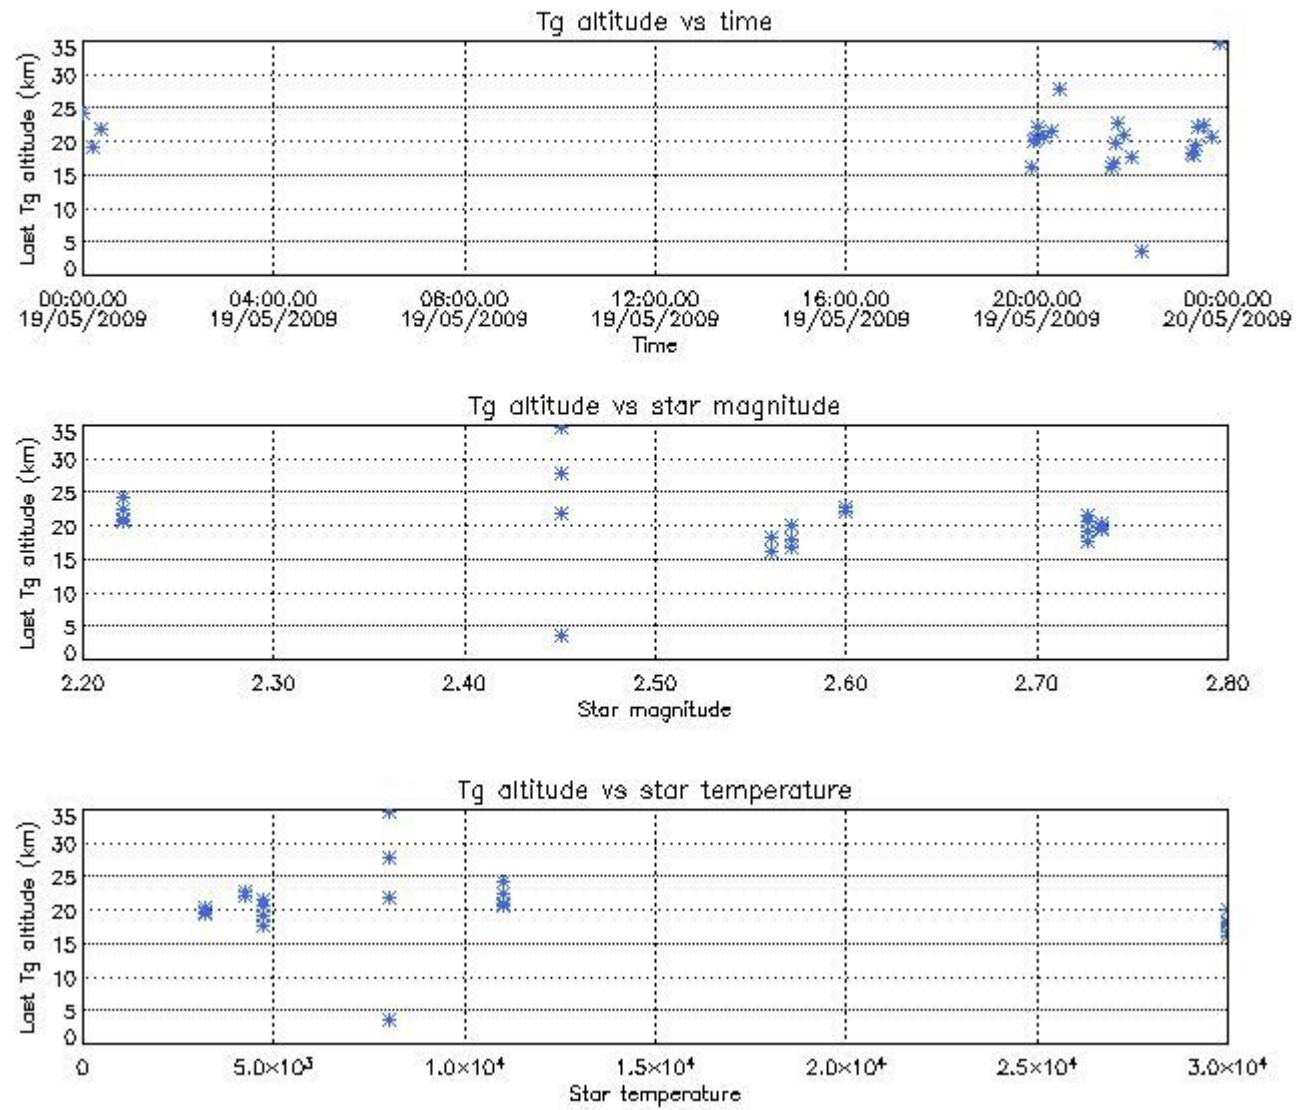 Tg altitude vs time
Last Tg altitude (km)
35
30
25
20
15
10
5
0
00:00.00 04:00.00 08:00.00 12:00.00 16:00.00 20:00.00 00:00.00
19/05/2009 19/05/2009 19/05/2009 19/05/2009 19/05/2009 19/05/2009 20/05/2009
Time
Tg altitude vs star magnitude
Last Tg altitude (km)
35
30
25
20
15
10
5
0
2.20 2.30 2.40 2.50 2.60 2.70 2.80
Star magnitude
Tg altitude vs star temperature
Last Tg altitude (km)
35
30
25
20
15
10
5
0
0 5.0×10³ 1.0×10⁴ 1.5×10⁴ 2.0×10⁴ 2.5×10⁴ 3.0×10⁴
Star temperature